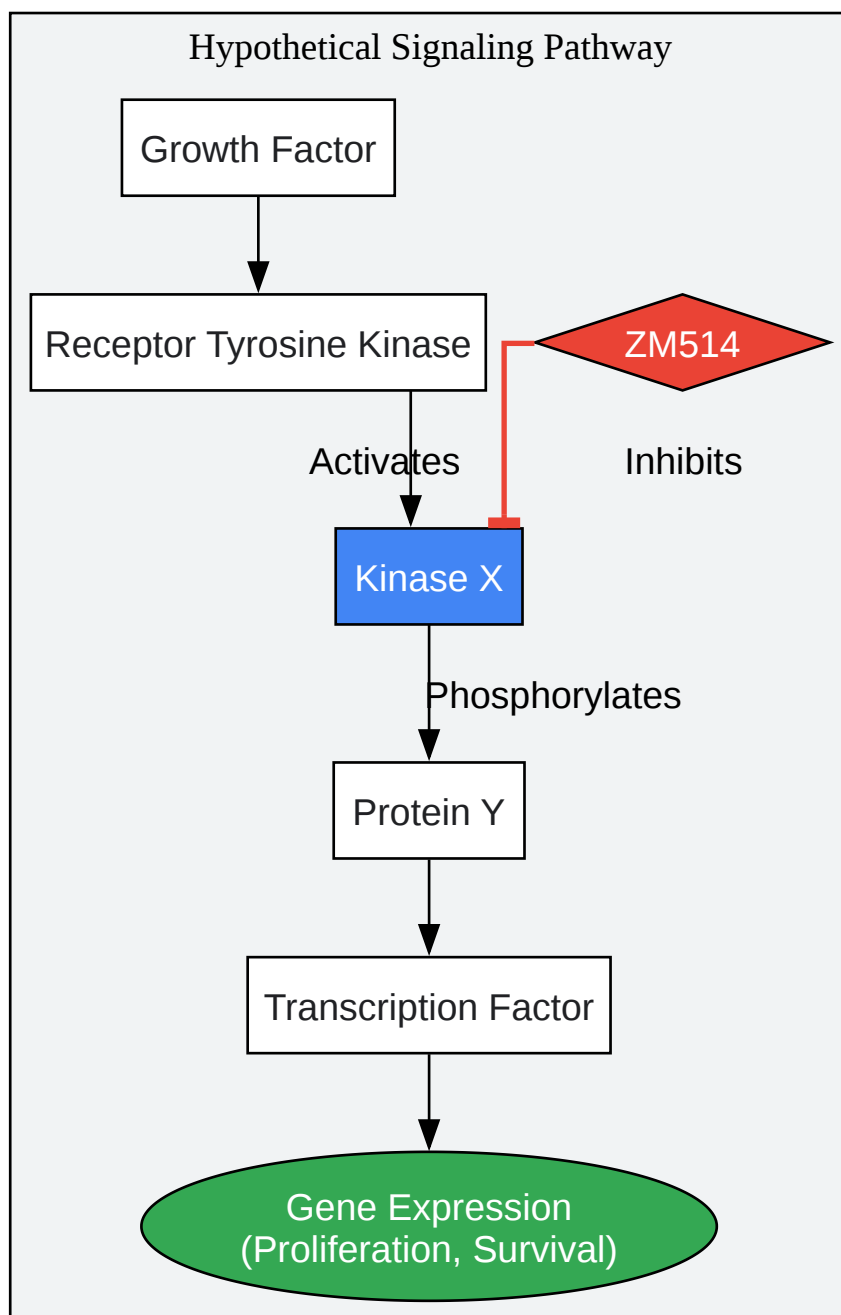 Hypothetical Signaling Pathway
Growth Factor
Receptor Tyrosine Kinase
ZM514
Activates
Inhibits
Kinase X
Phosphorylates
Protein Y
Transcription Factor
Gene Expression
(Proliferation, Survival)